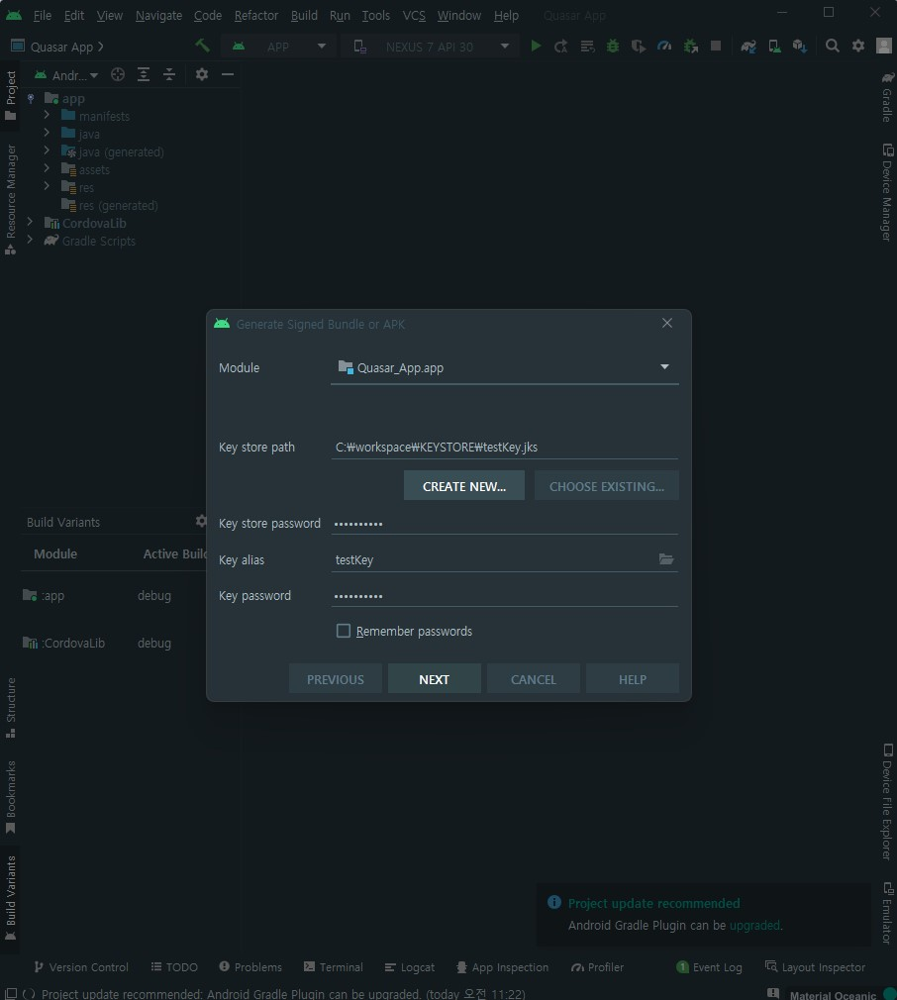 File Edit View Navigate Code Refactor Build Run Tools VCS Window Help Quasar App
Quasar App APP NEXUS 7 API 30
Andr...
app
manifests
java
java (generated)
assets
res
res (generated)
CordovaLib
Gradle Scripts
Project
Resource Manager
Structure
Bookmarks
Build Variants
Gradle
Device Manager
Device File Explorer
Emulator
Generate Signed Bundle or APK
Module Quasar_App.app
Key store path C:₩workspace₩KEYSTORE₩testKey.jks
CREATE NEW... CHOOSE EXISTING...
Key store password ••••••••••
Key alias testKey
Key password ••••••••••
Remember passwords
PREVIOUS NEXT CANCEL HELP
Build Variants
Module Active Build
:app debug
:CordovaLib debug
Project update recommended
Android Gradle Plugin can be upgraded.
Version Control TODO Problems Terminal Logcat App Inspection Profiler 1 Event Log Layout Inspector
Project update recommended: Android Gradle Plugin can be upgraded. (today 오전 11:22) Material Oceanic